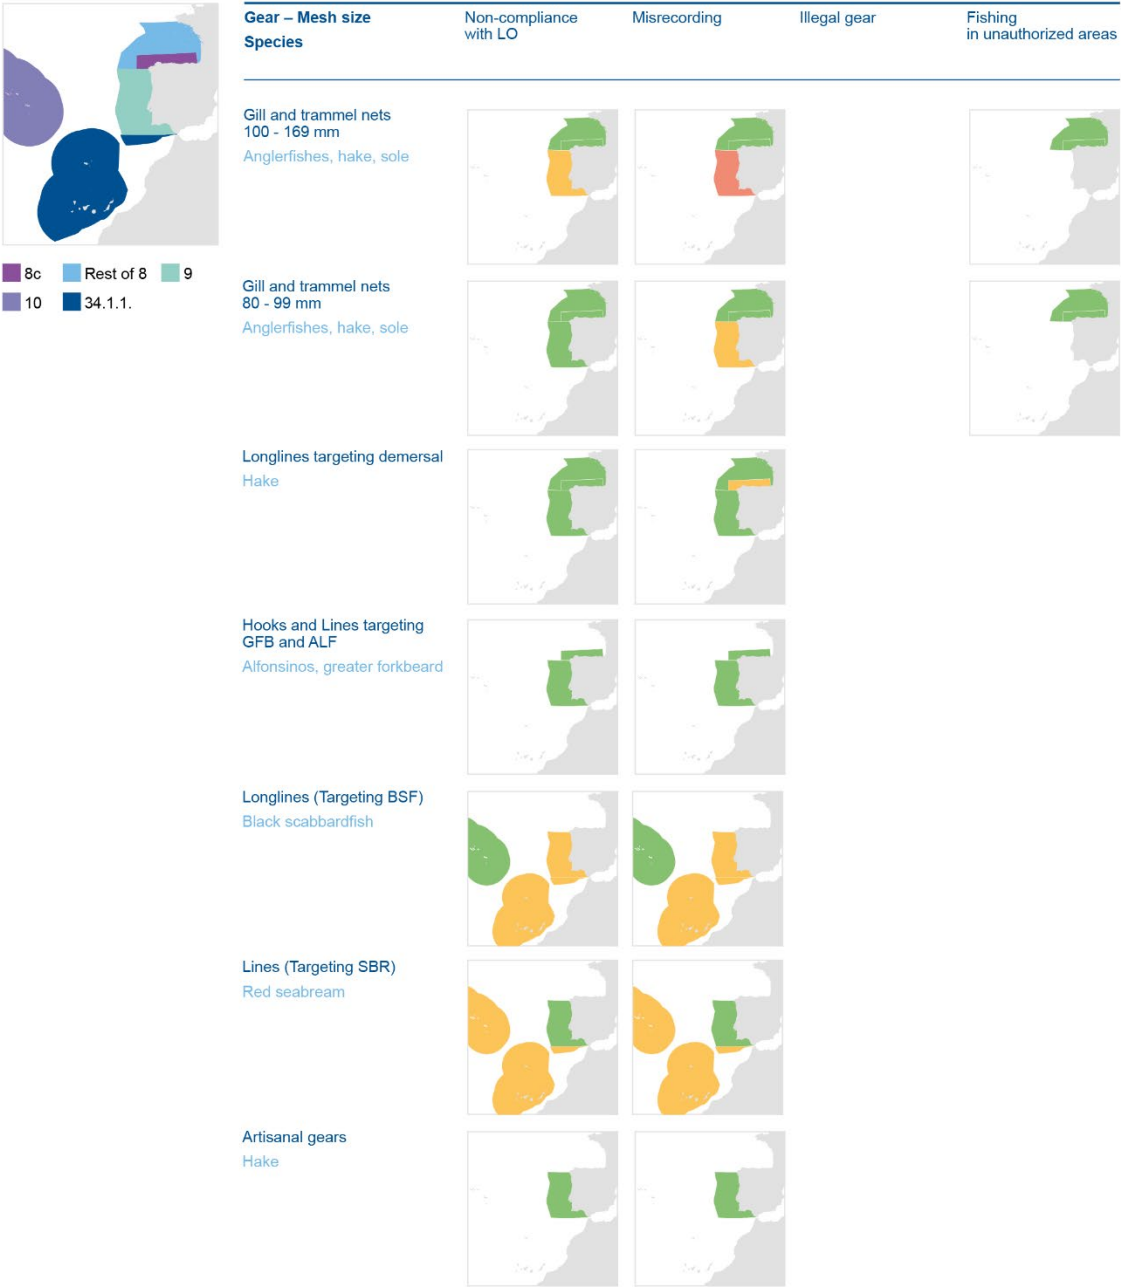 Gear – Mesh size
Species
Non-compliance
with LO
Misrecording
Illegal gear
Fishing
in unauthorized areas
8c
Rest of 8
9
10
34.1.1.
Gill and trammel nets
100 - 169 mm
Anglerfishes, hake, sole
Gill and trammel nets
80 - 99 mm
Anglerfishes, hake, sole
Longlines targeting demersal
Hake
Hooks and Lines targeting
GFB and ALF
Alfonsinos, greater forkbeard
Longlines (Targeting BSF)
Black scabbardfish
Lines (Targeting SBR)
Red seabream
Artisanal gears
Hake